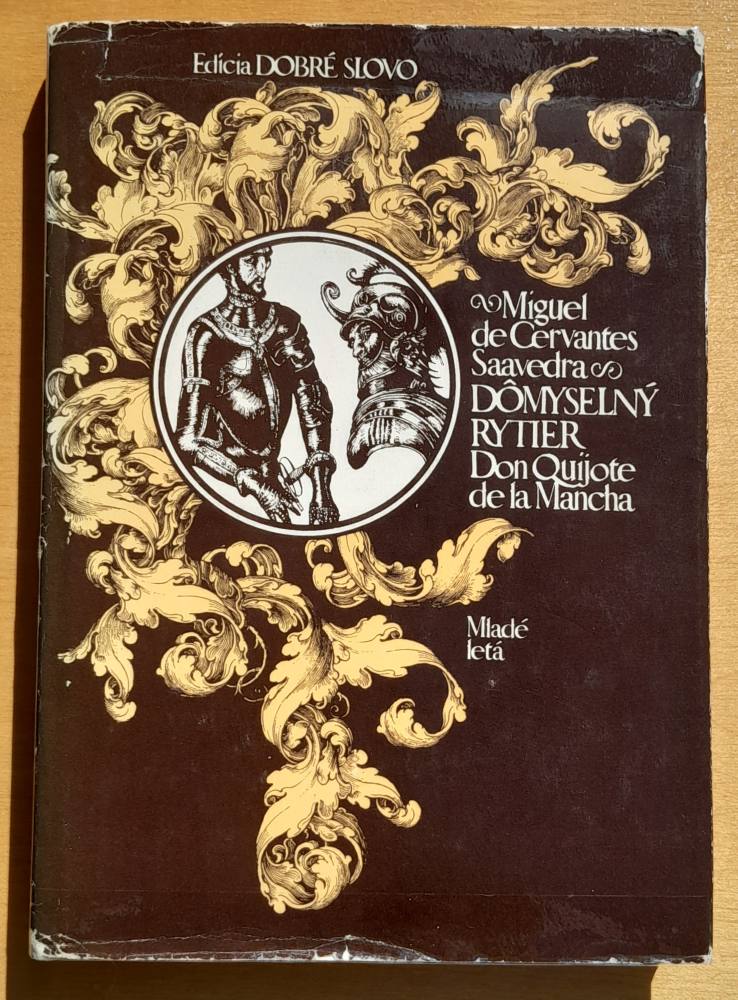 Edícia DOBRÉ SLOVO
Miguel
de Cervantes
Saavedra
DÔMYSELNÝ
RYTIER
Don Quijote
de la Mancha
Mladé
letá